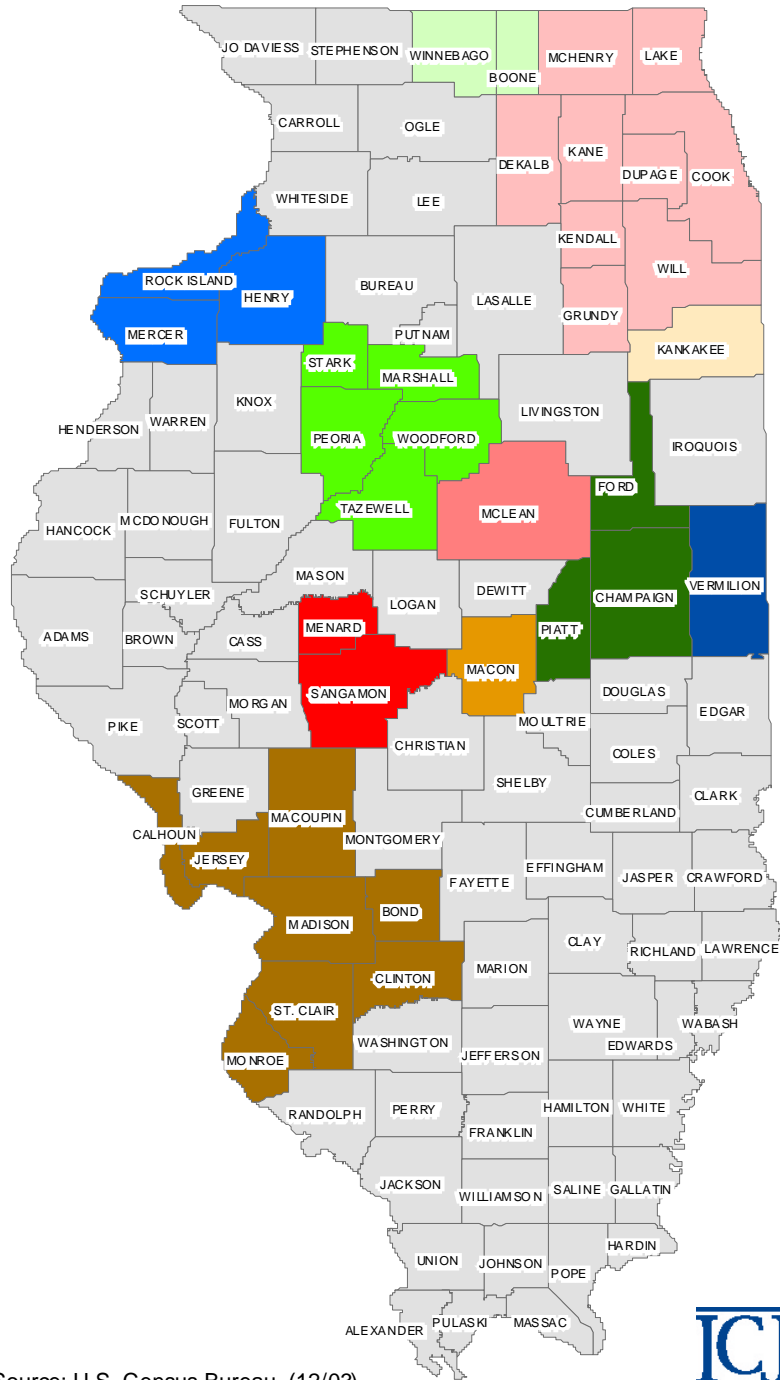 JO DAVIESS
STEPHENSON
WINNEBAGO
BOONE
MCHENRY
LAKE
CARROLL
OGLE
DEKALB
KANE
DUPAGE
COOK
WHITESIDE
LEE
KENDALL
WILL
ROCK ISLAND
HENRY
BUREAU
LASALLE
GRUNDY
MERCER
PUTNAM
KANKAKEE
STARK
MARSHALL
KNOX
LIVINGSTON
HENDERSON
WARREN
PEORIA
WOODFORD
IROQUOIS
FORD
HANCOCK
MCDONOUGH
FULTON
TAZEWELL
MCLEAN
MASON
SCHUYLER
LOGAN
DEWITT
CHAMPAIGN
VERMILION
ADAMS
BROWN
CASS
MENARD
PIATT
MACON
SANGAMON
DOUGLAS
PIKE
SCOTT
MORGAN
MOULTRIE
EDGAR
CHRISTIAN
COLES
GREENE
SHELBY
CLARK
CUMBERLAND
CALHOUN
MACOUPIN
MONTGOMERY
JERSEY
FAYETTE
EFFINGHAM
JASPER
CRAWFORD
MADISON
BOND
CLAY
RICHLAND
LAWRENCE
CLINTON
MARION
ST. CLAIR
WAYNE
EDWARDS
WABASH
MONROE
WASHINGTON
JEFFERSON
RANDOLPH
PERRY
HAMILTON
WHITE
FRANKLIN
JACKSON
WILLIAMSON
SALINE
GALLATIN
UNION
JOHNSON
POPE
HARDIN
ALEXANDER
PULASKI
MASSAC
Source: U.S. Census Bureau (12/03)